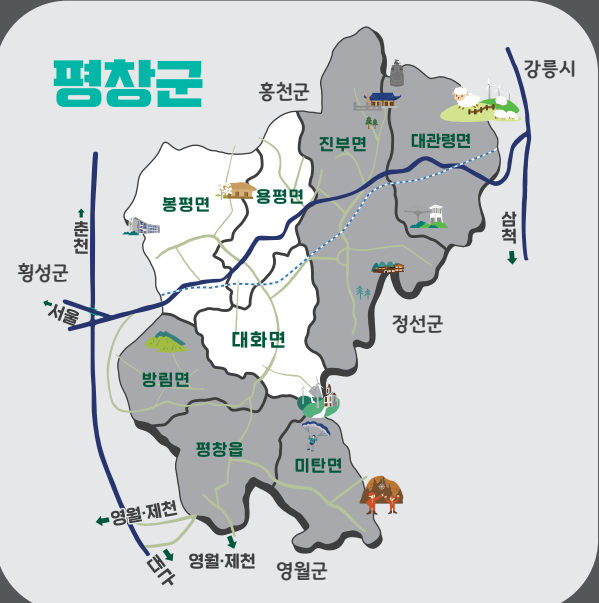 평창군
강릉시
홍천군
진부면
대관령면
봉평면
용평면
춘천
삼척
횡성군
서울
정선군
대화면
방림면
평창읍
미탄면
영월·제천
대구
영월·제천
영월군